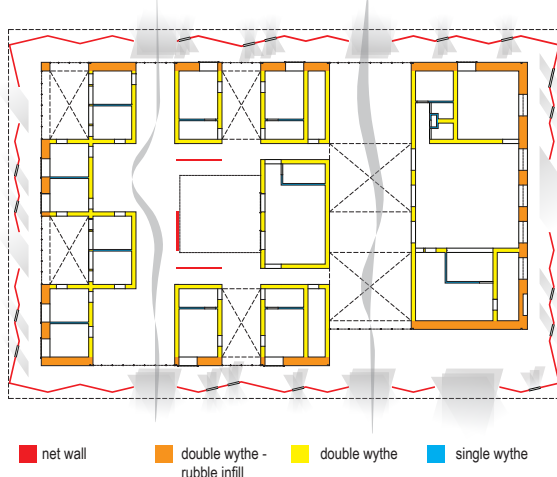 net wall
double wythe -
rubble infill
double wythe
single wythe